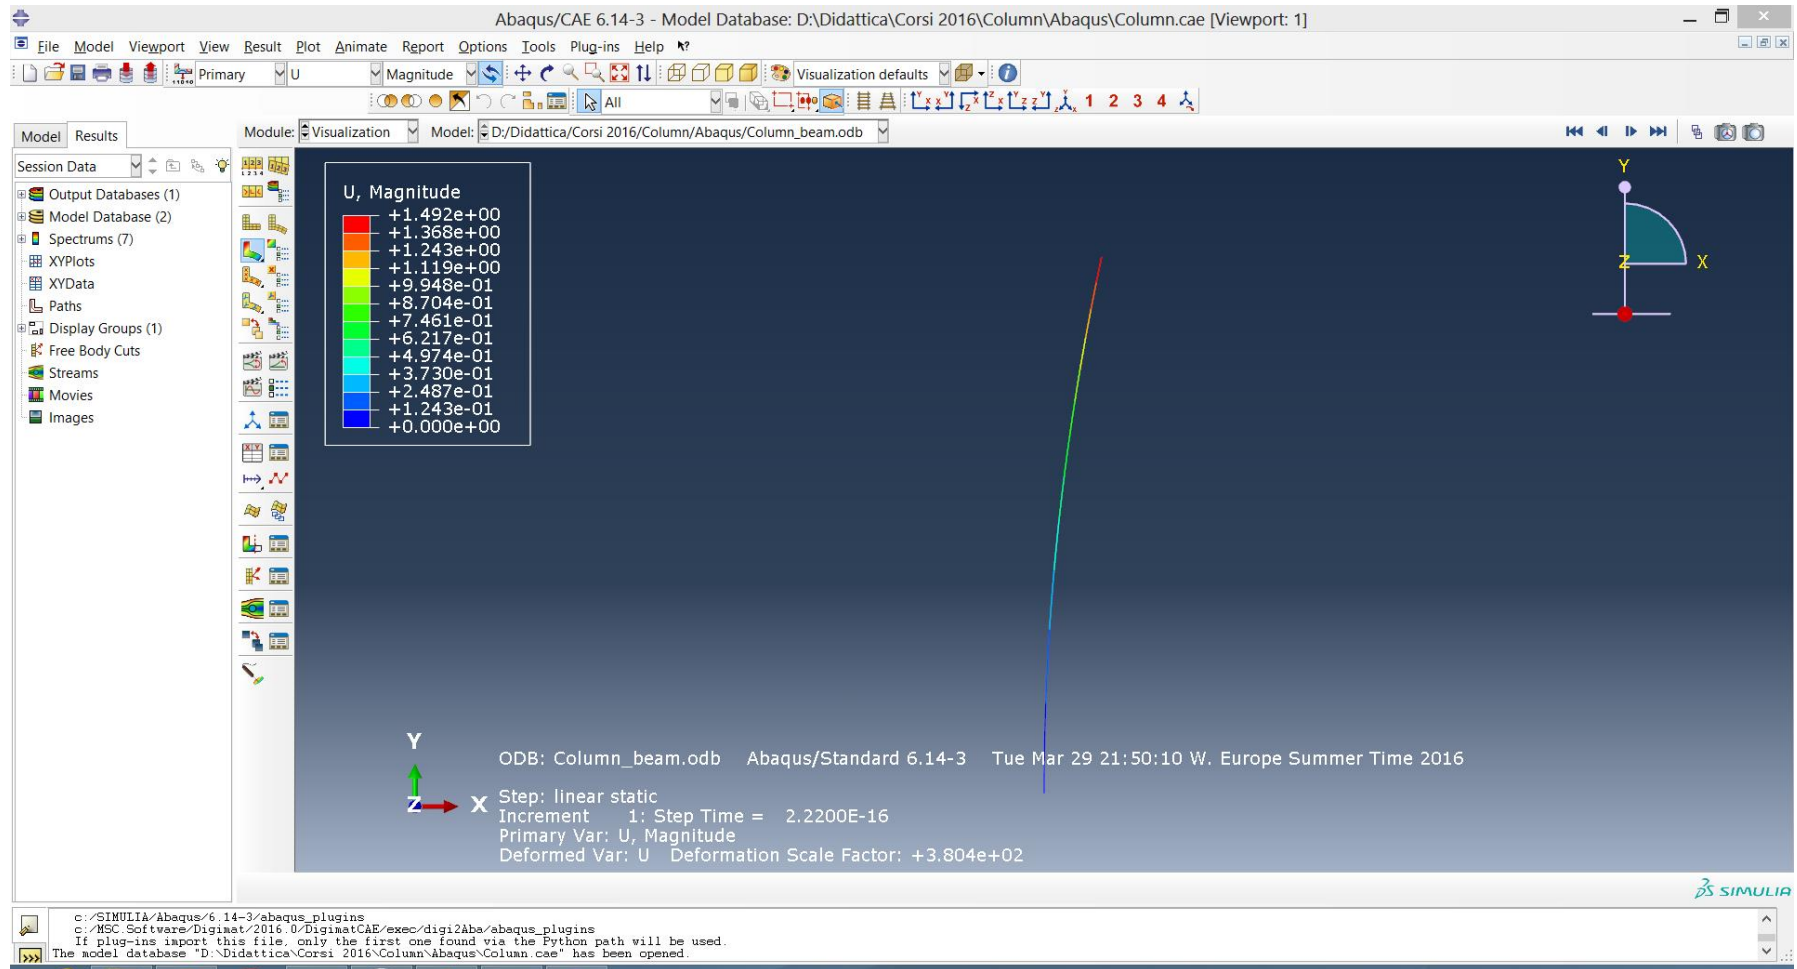 Abaqus/CAE 6.14-3 - Model Database: D:\Didattica\Corsi 2016\Column\Abaqus\Column.cae [Viewport: 1]
File Model Viewport View Result Plot Animate Report Options Tools Plug-ins Help
Primary U Magnitude Visualization defaults
All 1 2 3 4
Model Results
Module: Visualization Model: D:/Didattica/Corsi 2016/Column/Abaqus/Column_beam.odb
Session Data
Output Databases (1)
Model Database (2)
Spectrums (7)
XYPlots
XYData
Paths
Display Groups (1)
Free Body Cuts
Streams
Movies
Images
U, Magnitude
+1.492e+00
+1.368e+00
+1.243e+00
+1.119e+00
+9.948e-01
+8.704e-01
+7.461e-01
+6.217e-01
+4.974e-01
+3.730e-01
+2.487e-01
+1.243e-01
+0.000e+00
Y
Z X
Y
Z X
ODB: Column_beam.odb Abaqus/Standard 6.14-3 Tue Mar 29 21:50:10 W. Europe Summer Time 2016
Step: linear static
Increment 1: Step Time = 2.2200E-16
Primary Var: U, Magnitude
Deformed Var: U Deformation Scale Factor: +3.804e+02
SIMULIA
c:/SIMULIA/Abaqus/6.14-3/abaqus_plugins
c:/MSC.Software/Digimat/2016.0/DigimatCAE/exec/digi2Aba/abaqus_plugins
If plug-ins import this file, only the first one found via the Python path will be used.
The model database "D:\Didattica\Corsi 2016\Column\Abaqus\Column.cae" has been opened.